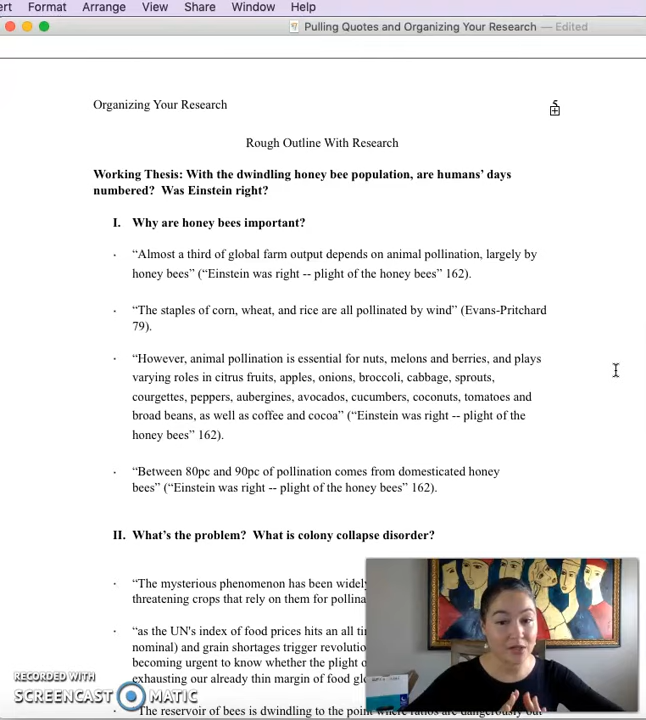 ert Format Arrange View Share Window Help
Pulling Quotes and Organizing Your Research — Edited
Organizing Your Research
5
Rough Outline With Research
Working Thesis: With the dwindling honey bee population, are humans’ days
numbered? Was Einstein right?
I. Why are honey bees important?
· “Almost a third of global farm output depends on animal pollination, largely by
honey bees” (“Einstein was right -- plight of the honey bees” 162).
· “The staples of corn, wheat, and rice are all pollinated by wind” (Evans-Pritchard
79).
· “However, animal pollination is essential for nuts, melons and berries, and plays
varying roles in citrus fruits, apples, onions, broccoli, cabbage, sprouts,
courgettes, peppers, aubergines, avocados, cucumbers, coconuts, tomatoes and
broad beans, as well as coffee and cocoa” (“Einstein was right -- plight of the
honey bees” 162).
· “Between 80pc and 90pc of pollination comes from domesticated honey
bees” (“Einstein was right -- plight of the honey bees” 162).
II. What’s the problem? What is colony collapse disorder?
· “The mysterious phenomenon has been widel
threatening crops that rely on them for pollina
· “as the UN's index of food prices hits an all ti
nominal) and grain shortages trigger revolutio
becoming urgent to know whether the plight o
exhausting our already thin margin of food gl
· “The reservoir of bees is dwindling to the point where ratios are dangerously out
RECORDED WITH
SCREENCAST MATIC